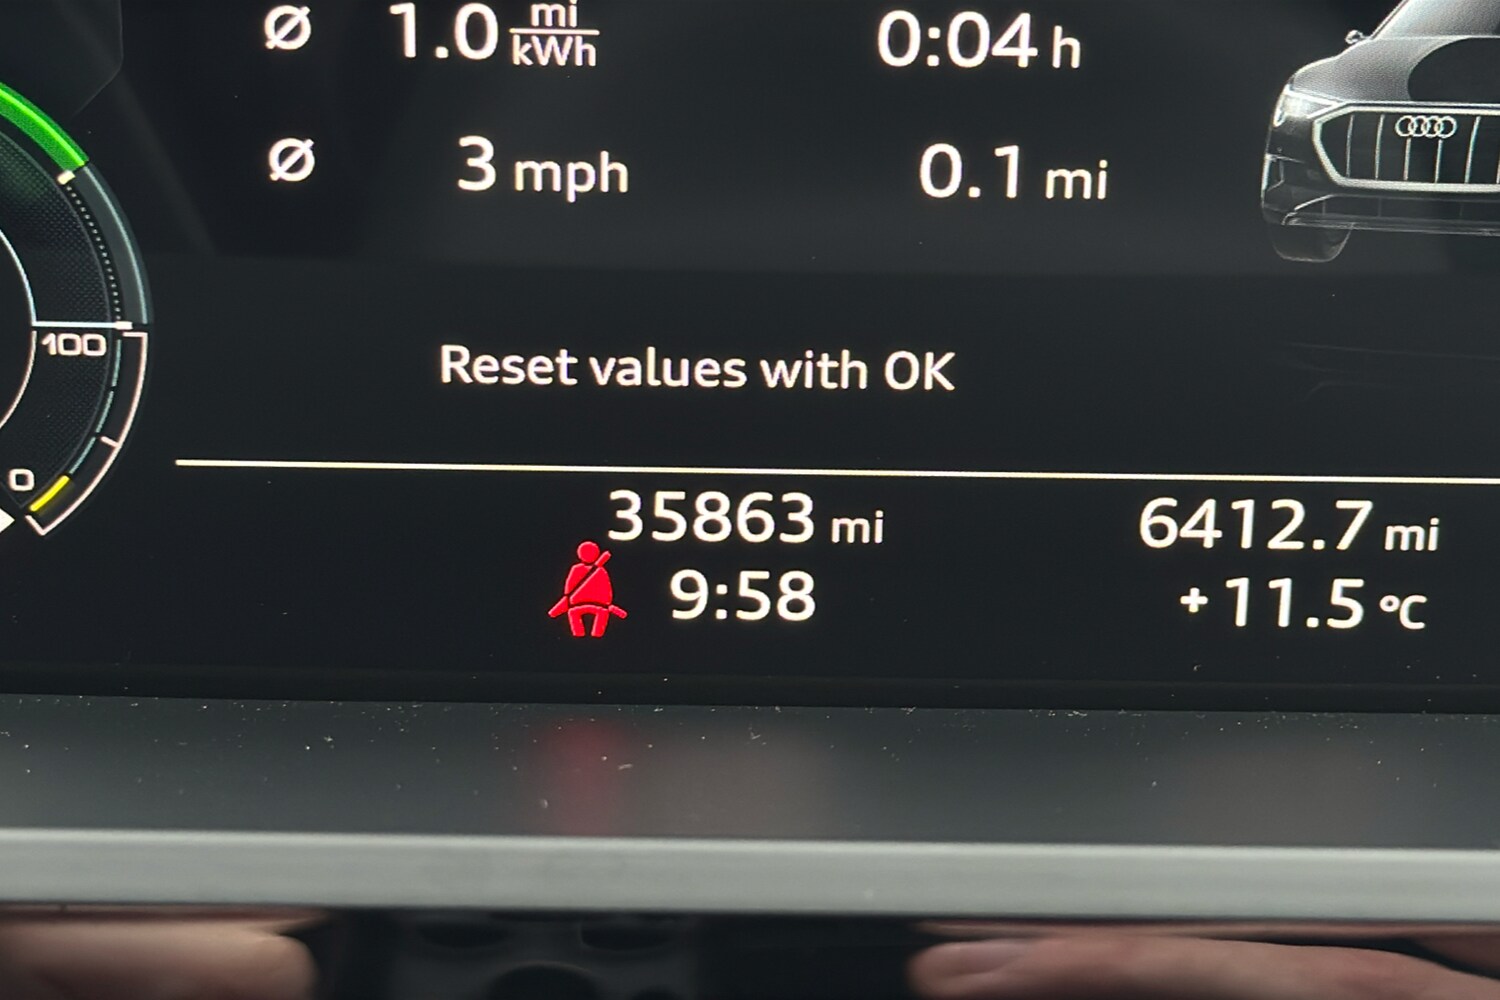 Ø 1.0 mi/kWh 0:04 h
Ø 3 mph 0.1 mi
100
Reset values with OK
0
35863 mi 6412.7 mi
9:58 +11.5 °C